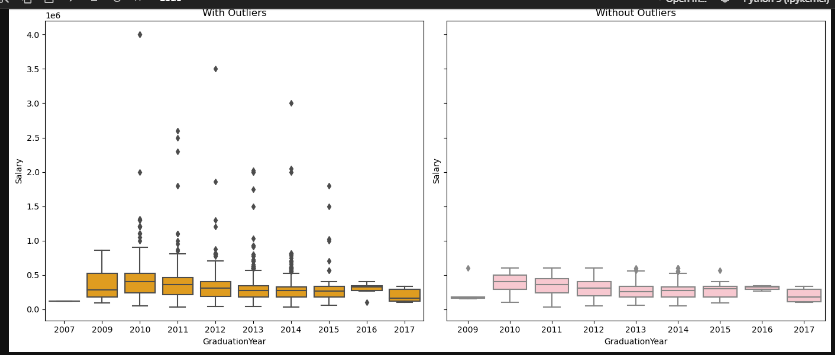 With Outliers
Without Outliers
1e6
4.0
3.5
3.0
2.5
2.0
1.5
1.0
0.5
0.0
Salary
2007 2009 2010 2011 2012 2013 2014 2015 2016 2017
GraduationYear
Salary
2009 2010 2011 2012 2013 2014 2015 2016 2017
GraduationYear